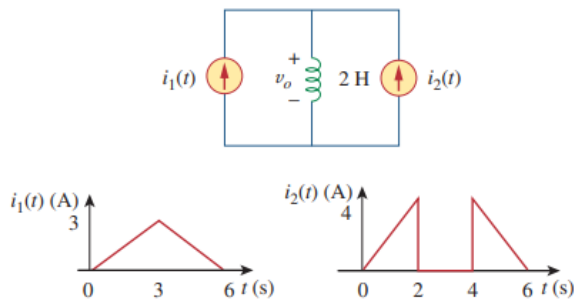 i₁(t) + vₒ − 2 H i₂(t)
i₁(t) (A)
3
0 3 6 t (s)
i₂(t) (A)
4
0 2 4 6 t (s)